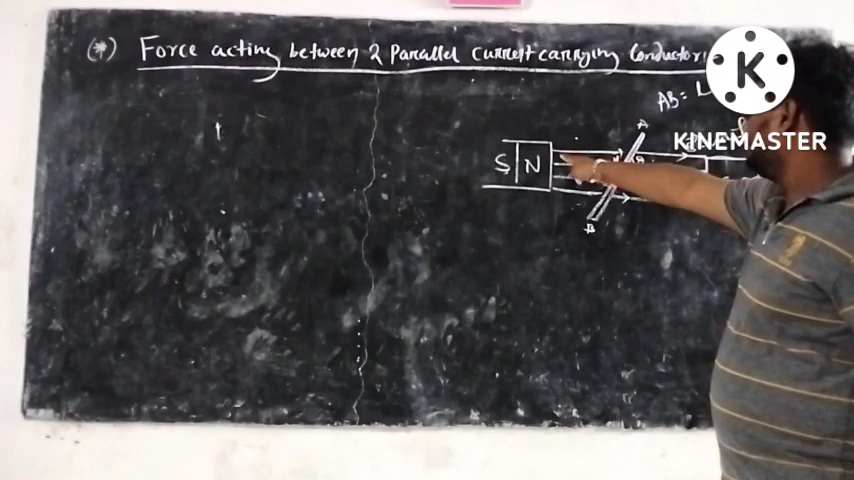 (*) Force acting between 2 Parallel current carrying Conductors
K
KINEMASTER
AB = L
A
S N
B